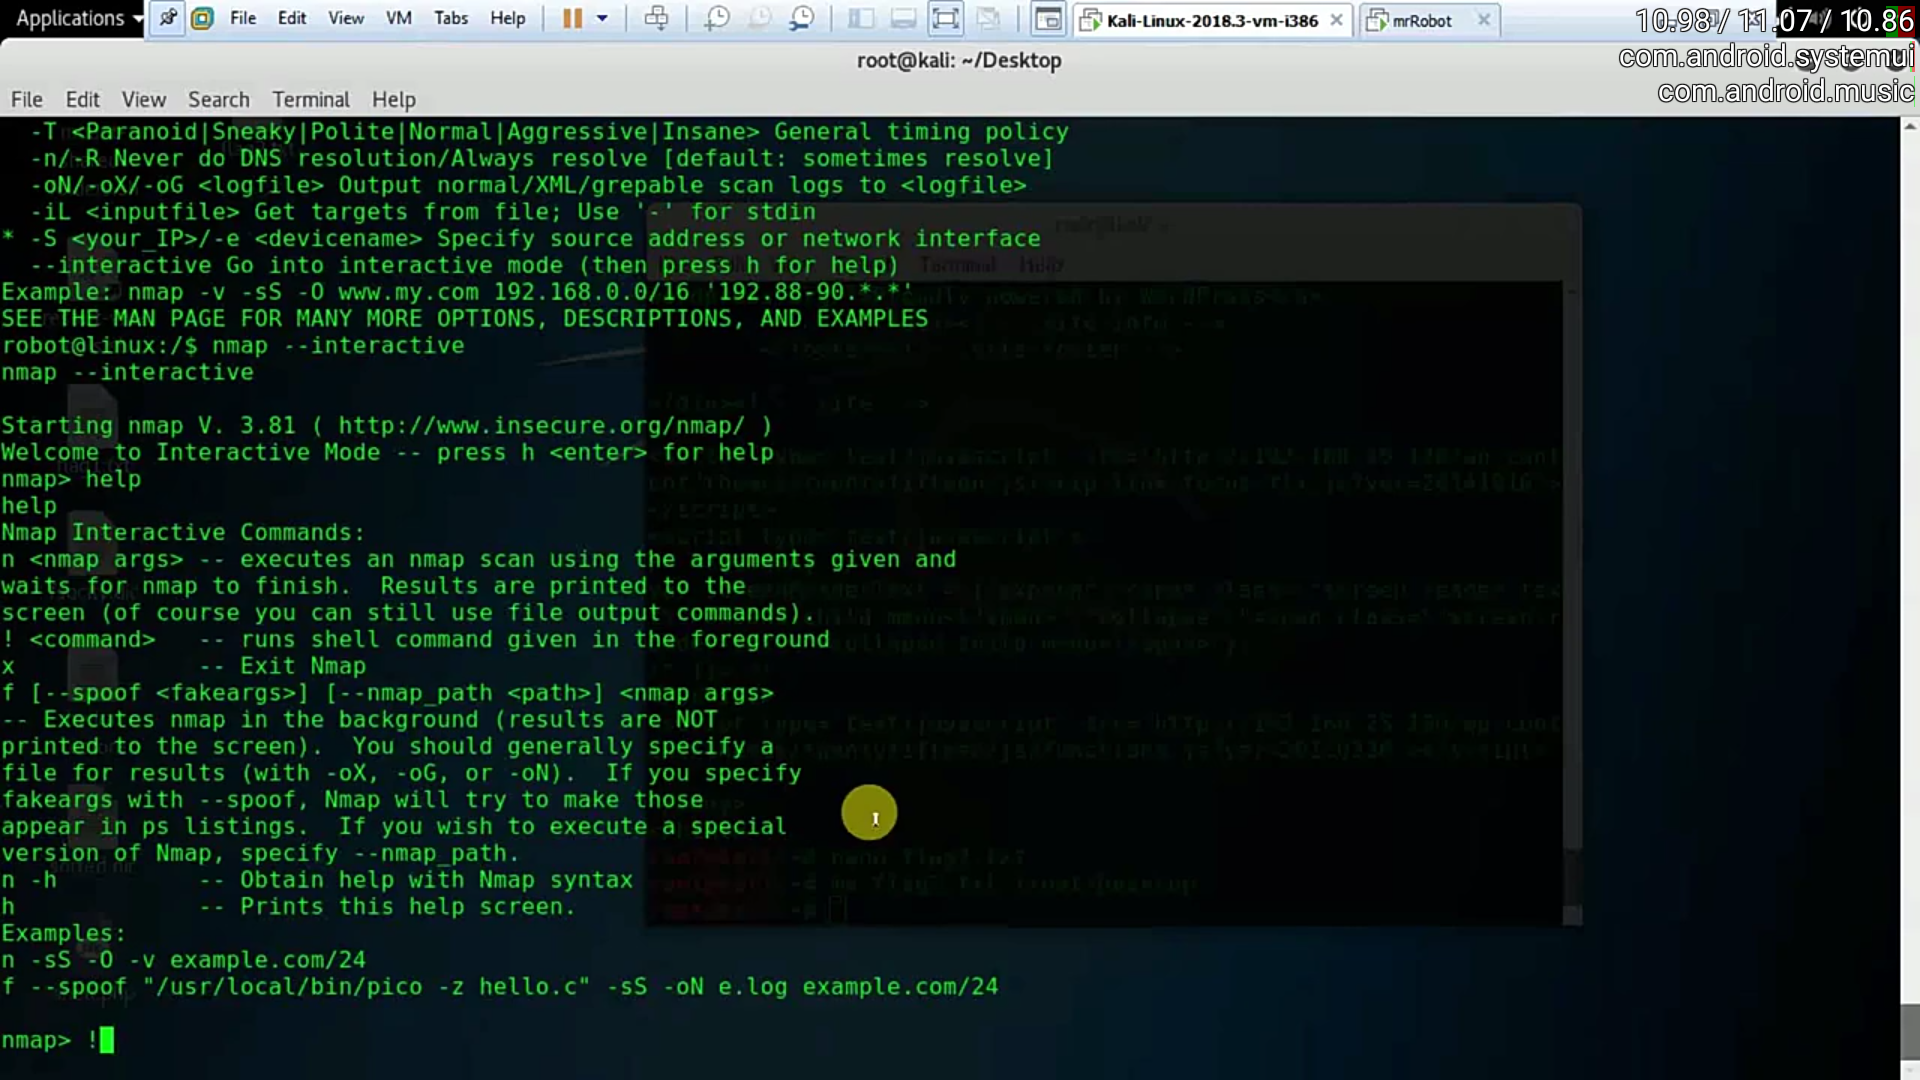 Applications File Edit View VM Tabs Help Kali-Linux-2018.3-vm-i386 mrRobot
10.98 / 11.07 / 10.86
com.android.systemui
com.android.music
root@kali: ~/Desktop
File Edit View Search Terminal Help
-T <Paranoid|Sneaky|Polite|Normal|Aggressive|Insane> General timing policy
-n/-R Never do DNS resolution/Always resolve [default: sometimes resolve]
-oN/-oX/-oG <logfile> Output normal/XML/grepable scan logs to <logfile>
-iL <inputfile> Get targets from file; Use '-' for stdin
* -S <your_IP>/-e <devicename> Specify source address or network interface
--interactive Go into interactive mode (then press h for help)
Example: nmap -v -sS -O www.my.com 192.168.0.0/16 '192.88-90.*.*'
SEE THE MAN PAGE FOR MANY MORE OPTIONS, DESCRIPTIONS, AND EXAMPLES
robot@linux:/$ nmap --interactive
nmap --interactive
Starting nmap V. 3.81 ( http://www.insecure.org/nmap/ )
Welcome to Interactive Mode -- press h <enter> for help
nmap> help
help
Nmap Interactive Commands:
n <nmap args> -- executes an nmap scan using the arguments given and
waits for nmap to finish.  Results are printed to the
screen (of course you can still use file output commands).
! <command>   -- runs shell command given in the foreground
x             -- Exit Nmap
f [--spoof <fakeargs>] [--nmap_path <path>] <nmap args>
-- Executes nmap in the background (results are NOT
printed to the screen).  You should generally specify a
file for results (with -oX, -oG, or -oN).  If you specify
fakeargs with --spoof, Nmap will try to make those
appear in ps listings.  If you wish to execute a special
version of Nmap, specify --nmap_path.
n -h          -- Obtain help with Nmap syntax
h             -- Prints this help screen.
Examples:
n -sS -O -v example.com/24
f --spoof "/usr/local/bin/pico -z hello.c" -sS -oN e.log example.com/24
nmap> !